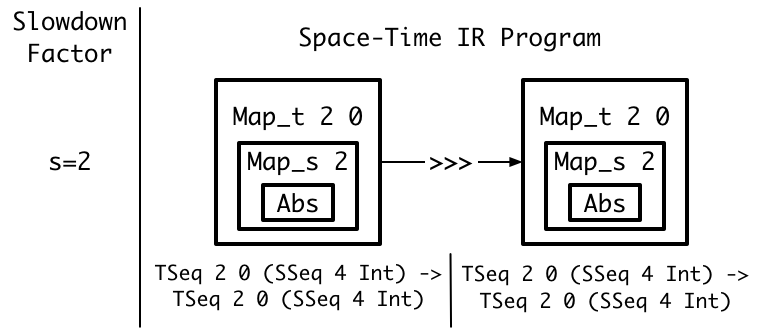 Slowdown
Factor
Space-Time IR Program
s=2
Map_t 2 0
Map_s 2
Abs
>>>
Map_t 2 0
Map_s 2
Abs
TSeq 2 0 (SSeq 4 Int) ->
TSeq 2 0 (SSeq 4 Int)
TSeq 2 0 (SSeq 4 Int) ->
TSeq 2 0 (SSeq 4 Int)